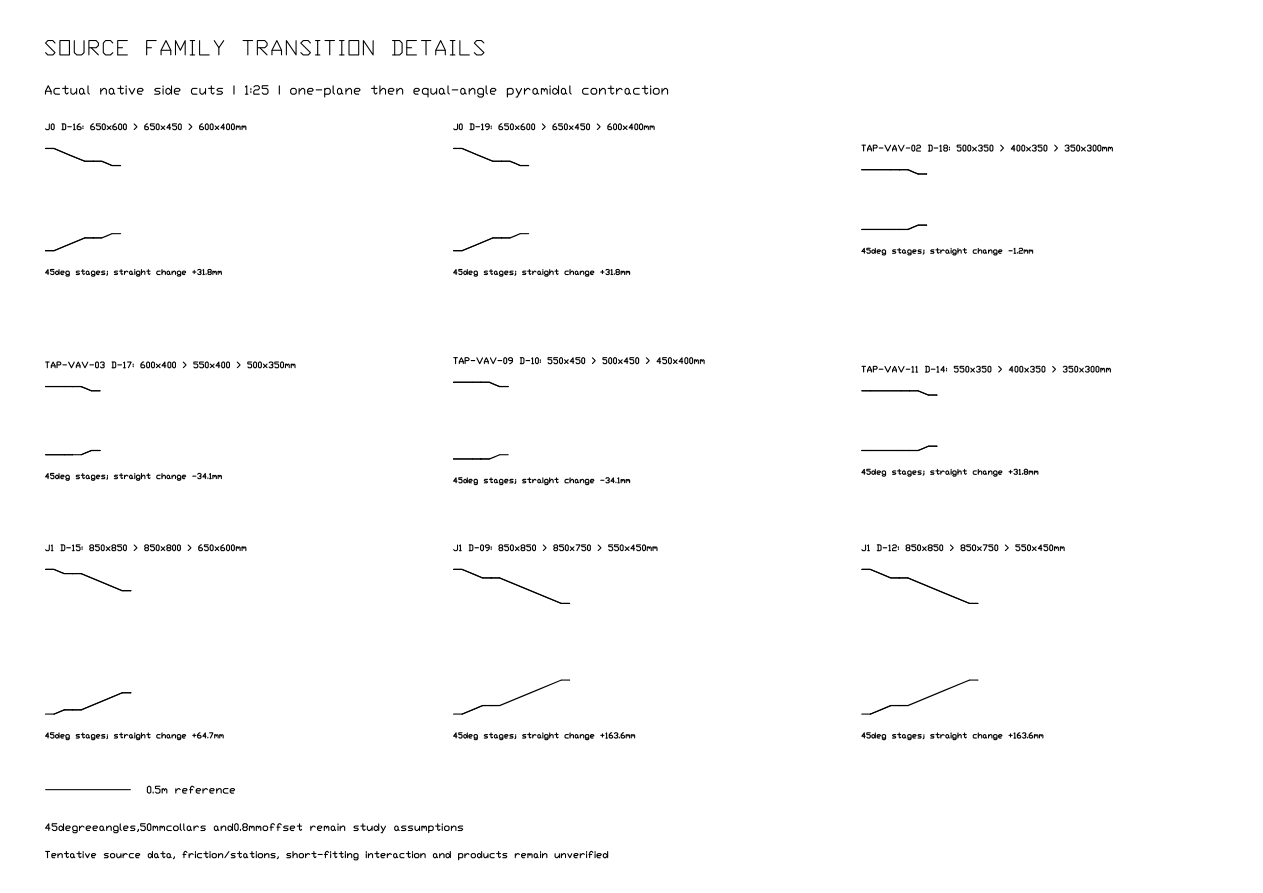 SOURCE FAMILY TRANSITION DETAILS
Actual native side cuts | 1:25 | one-plane then equal-angle pyramidal contraction
J0 D-16: 650x600 > 650x450 > 600x400mm
45deg stages; straight change +31.8mm
J0 D-19: 650x600 > 650x450 > 600x400mm
45deg stages; straight change +31.8mm
TAP-VAV-02 D-18: 500x350 > 400x350 > 350x300mm
45deg stages; straight change -1.2mm
TAP-VAV-03 D-17: 600x400 > 550x400 > 500x350mm
45deg stages; straight change -34.1mm
TAP-VAV-09 D-10: 550x450 > 500x450 > 450x400mm
45deg stages; straight change -34.1mm
TAP-VAV-11 D-14: 550x350 > 400x350 > 350x300mm
45deg stages; straight change +31.8mm
J1 D-15: 850x850 > 850x800 > 650x600mm
45deg stages; straight change +64.7mm
J1 D-09: 850x850 > 850x750 > 550x450mm
45deg stages; straight change +163.6mm
J1 D-12: 850x850 > 850x750 > 550x450mm
45deg stages; straight change +163.6mm
0.5m reference
45degreeangles,50mmcollars and0.8mmoffset remain study assumptions
Tentative source data, friction/stations, short-fitting interaction and products remain unverified